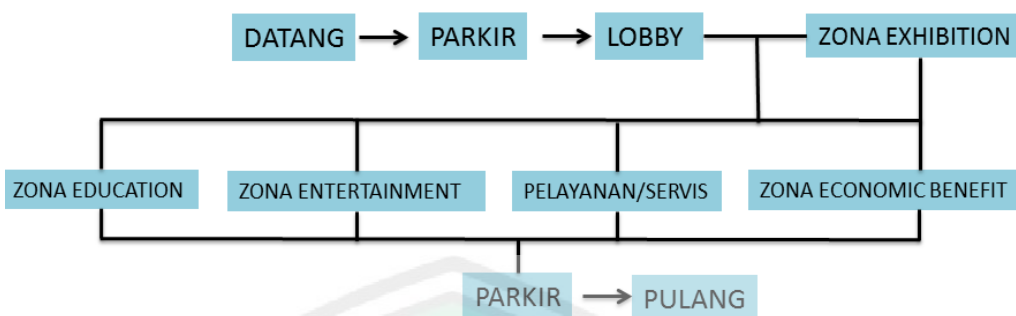 DATANG
PARKIR
LOBBY
ZONA EXHIBITION
ZONA EDUCATION
ZONA ENTERTAINMENT
PELAYANAN/SERVIS
ZONA ECONOMIC BENEFIT
PARKIR
PULANG